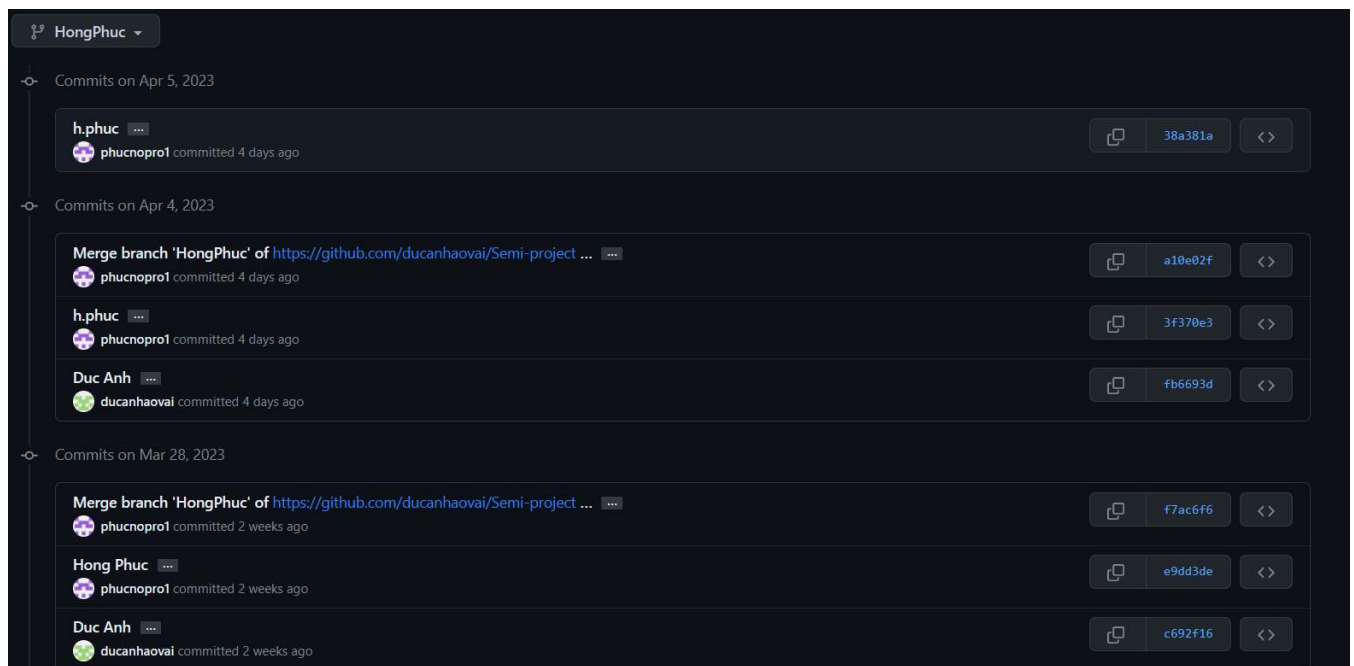 HongPhuc
Commits on Apr 5, 2023
h.phuc ...
38a381a
phucnopro1 committed 4 days ago
Commits on Apr 4, 2023
Merge branch 'HongPhuc' of https://github.com/ducanhaovai/Semi-project ... ...
a10e02f
phucnopro1 committed 4 days ago
h.phuc ...
3f370e3
phucnopro1 committed 4 days ago
Duc Anh ...
fb6693d
ducanhaovai committed 4 days ago
Commits on Mar 28, 2023
Merge branch 'HongPhuc' of https://github.com/ducanhaovai/Semi-project ... ...
f7ac6f6
phucnopro1 committed 2 weeks ago
Hong Phuc ...
e9dd3de
phucnopro1 committed 2 weeks ago
Duc Anh ...
c692f16
ducanhaovai committed 2 weeks ago